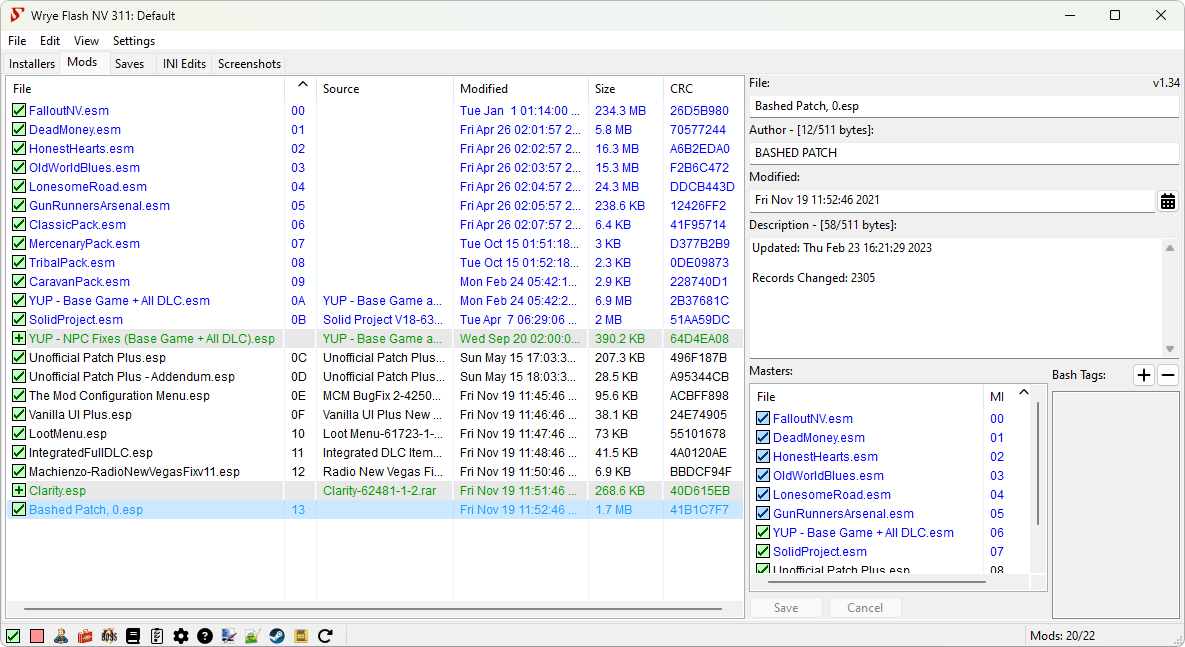 Wrye Flash NV 311: Default
File Edit View Settings
Installers Mods Saves INI Edits Screenshots
File Source Modified Size CRC
FalloutNV.esm 00 Tue Jan 1 01:14:00 ... 234.3 MB 26D5B980
DeadMoney.esm 01 Fri Apr 26 02:01:57 2... 5.8 MB 70577244
HonestHearts.esm 02 Fri Apr 26 02:02:57 2... 16.3 MB A6B2EDA0
OldWorldBlues.esm 03 Fri Apr 26 02:03:57 2... 15.3 MB F2B6C472
LonesomeRoad.esm 04 Fri Apr 26 02:04:57 2... 24.3 MB DDCB443D
GunRunnersArsenal.esm 05 Fri Apr 26 02:05:57 2... 238.6 KB 12426FF2
ClassicPack.esm 06 Fri Apr 26 02:07:57 2... 6.4 KB 41F95714
MercenaryPack.esm 07 Tue Oct 15 01:51:18... 3 KB D377B2B9
TribalPack.esm 08 Tue Oct 15 01:52:18... 2.3 KB 0DE09873
CaravanPack.esm 09 Mon Feb 24 05:42:1... 2.9 KB 228740D1
YUP - Base Game + All DLC.esm 0A YUP - Base Game a... Mon Feb 24 05:42:2... 6.9 MB 2B37681C
SolidProject.esm 0B Solid Project V18-63... Tue Apr 7 06:29:06 ... 2 MB 51AA59DC
YUP - NPC Fixes (Base Game + All DLC).esp YUP - Base Game a... Wed Sep 20 02:00:0... 390.2 KB 64D4EA08
Unofficial Patch Plus.esp 0C Unofficial Patch Plus... Sun May 15 17:03:3... 207.3 KB 496F187B
Unofficial Patch Plus - Addendum.esp 0D Unofficial Patch Plus... Sun May 15 18:03:3... 28.5 KB A95344CB
The Mod Configuration Menu.esp 0E MCM BugFix 2-4250... Fri Nov 19 11:45:46 ... 95.6 KB ACBFF898
Vanilla UI Plus.esp 0F Vanilla UI Plus New ... Fri Nov 19 11:46:46 ... 38.1 KB 24E74905
LootMenu.esp 10 Loot Menu-61723-1-... Fri Nov 19 11:47:46 ... 73 KB 55101678
IntegratedFullDLC.esp 11 Integrated DLC Item... Fri Nov 19 11:48:46 ... 41.5 KB 4A0120AE
Machienzo-RadioNewVegasFixv11.esp 12 Radio New Vegas Fi... Fri Nov 19 11:50:46 ... 6.9 KB BBDCF94F
Clarity.esp Clarity-62481-1-2.rar Fri Nov 19 11:51:46 ... 268.6 KB 40D615EB
Bashed Patch, 0.esp 13 Fri Nov 19 11:52:46 ... 1.7 MB 41B1C7F7
File: v1.34
Bashed Patch, 0.esp
Author - [12/511 bytes]:
BASHED PATCH
Modified:
Fri Nov 19 11:52:46 2021
Description - [58/511 bytes]:
Updated: Thu Feb 23 16:21:29 2023
Records Changed: 2305
Masters: Bash Tags:
File MI
FalloutNV.esm 00
DeadMoney.esm 01
HonestHearts.esm 02
OldWorldBlues.esm 03
LonesomeRoad.esm 04
GunRunnersArsenal.esm 05
YUP - Base Game + All DLC.esm 06
SolidProject.esm 07
Unofficial Patch Plus.esp 08
Save Cancel
BOSS
Mods: 20/22